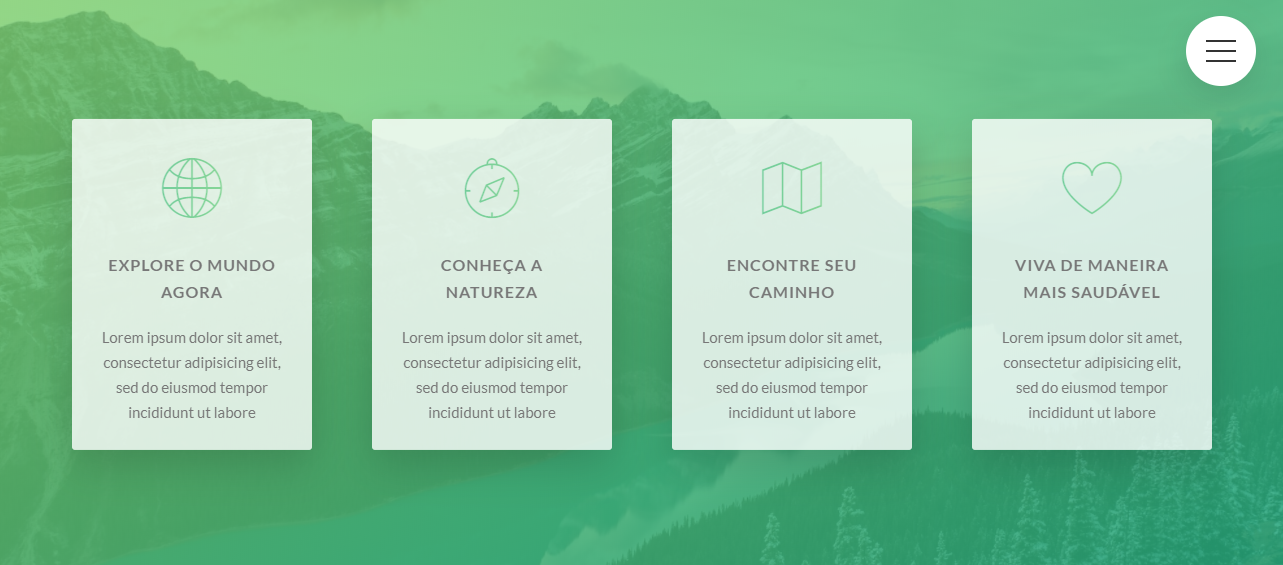 EXPLORE O MUNDO
AGORA
Lorem ipsum dolor sit amet,
consectetur adipisicing elit,
sed do eiusmod tempor
incididunt ut labore
CONHEÇA A
NATUREZA
Lorem ipsum dolor sit amet,
consectetur adipisicing elit,
sed do eiusmod tempor
incididunt ut labore
ENCONTRE SEU
CAMINHO
Lorem ipsum dolor sit amet,
consectetur adipisicing elit,
sed do eiusmod tempor
incididunt ut labore
VIVA DE MANEIRA
MAIS SAUDÁVEL
Lorem ipsum dolor sit amet,
consectetur adipisicing elit,
sed do eiusmod tempor
incididunt ut labore